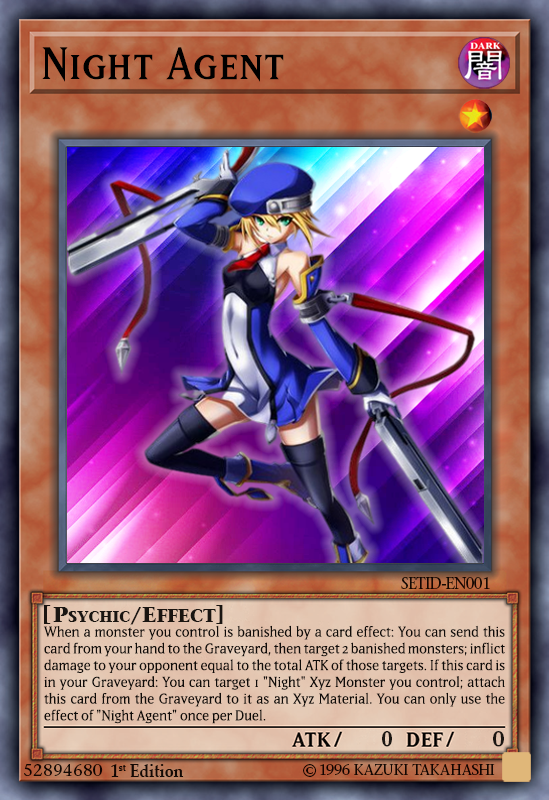 Night Agent
DARK
闇
SETID-EN001
[Psychic/Effect]
When a monster you control is banished by a card effect: You can send
this card from your hand to the Graveyard, then target 2 banished monsters; inflict
damage to your opponent equal to the total ATK of those targets. If this card is
in your Graveyard: You can target 1 "Night" Xyz Monster you control; attach
this card from the Graveyard to it as an Xyz Material. You can only use the
effect of "Night Agent" once per Duel.
ATK/ 0 DEF/ 0
52894680 1st Edition © 1996 KAZUKI TAKAHASHI